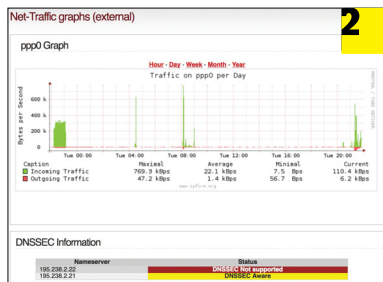 Net-Traffic graphs (external)
2
ppp0 Graph
Hour - Day - Week - Month - Year
Traffic on ppp0 per Day
Bytes per Second
600 k
400 k
200 k
0
Tue 00:00 Tue 04:00 Tue 08:00 Tue 12:00 Tue 16:00 Tue 20:00
Caption Maximal Average Minimal Current
Incoming Traffic 769.9 kBps 22.1 kBps 7.5 Bps 110.4 kBps
Outgoing Traffic 47.2 kBps 1.4 kBps 56.7 Bps 6.2 kBps
www.ipfire.org
DNSSEC Information
Nameserver Status
195.238.2.22 DNSSEC Not supported
195.238.2.21 DNSSEC Aware